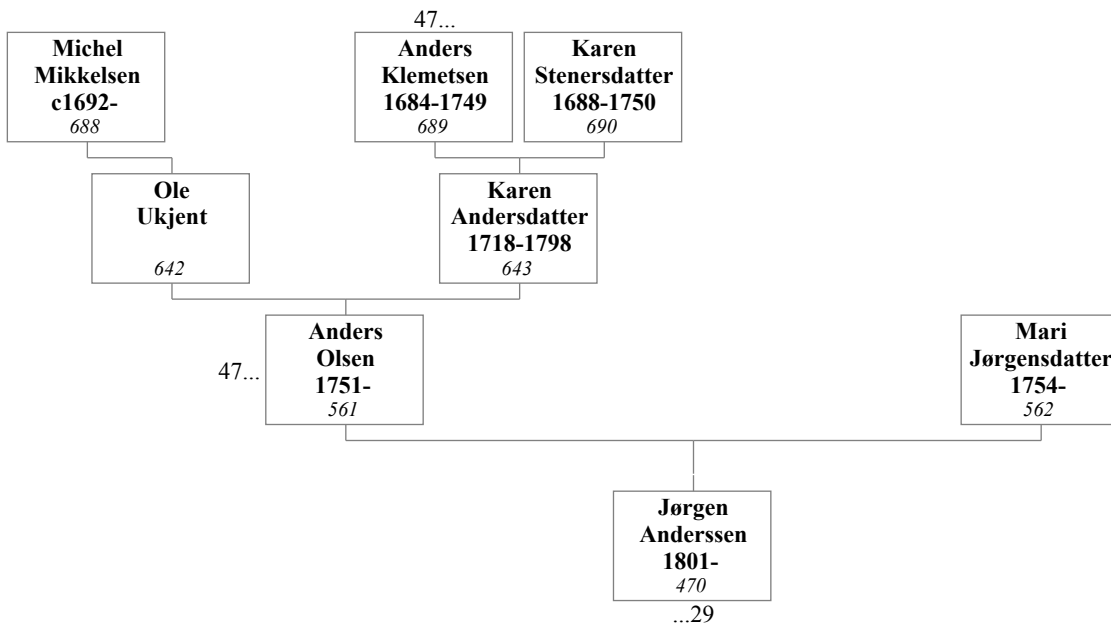 47...
Michel
Mikkelsen
c1692-
688
Anders
Klemetsen
1684-1749
689
Karen
Stenersdatter
1688-1750
690
Ole
Ukjent
642
Karen
Andersdatter
1718-1798
643
47...
Anders
Olsen
1751-
561
Mari
Jørgensdatter
1754-
562
Jørgen
Anderssen
1801-
470
...29